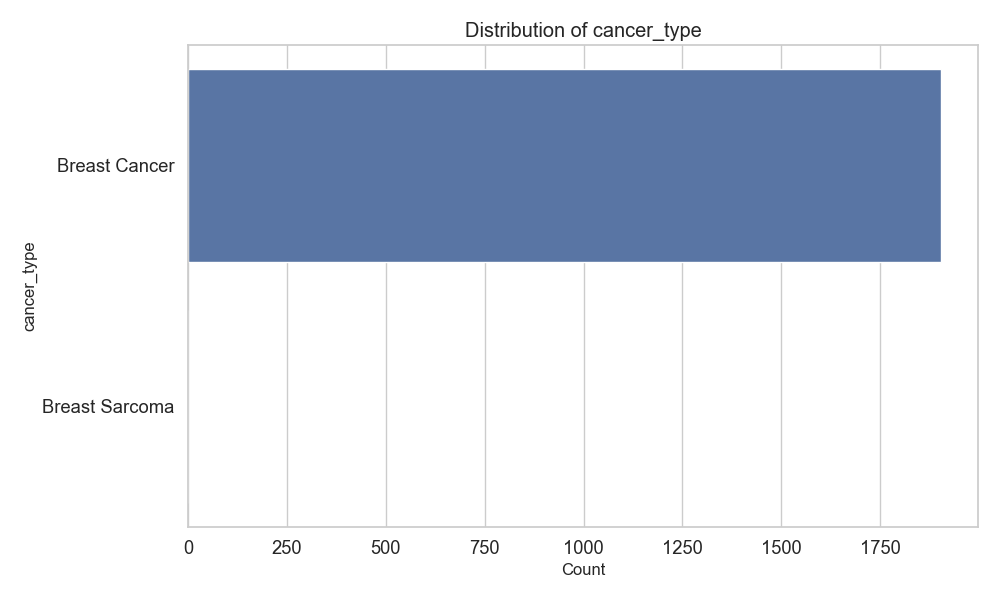 Distribution of cancer_type
Breast Cancer
Breast Sarcoma
cancer_type
0 250 500 750 1000 1250 1500 1750
Count